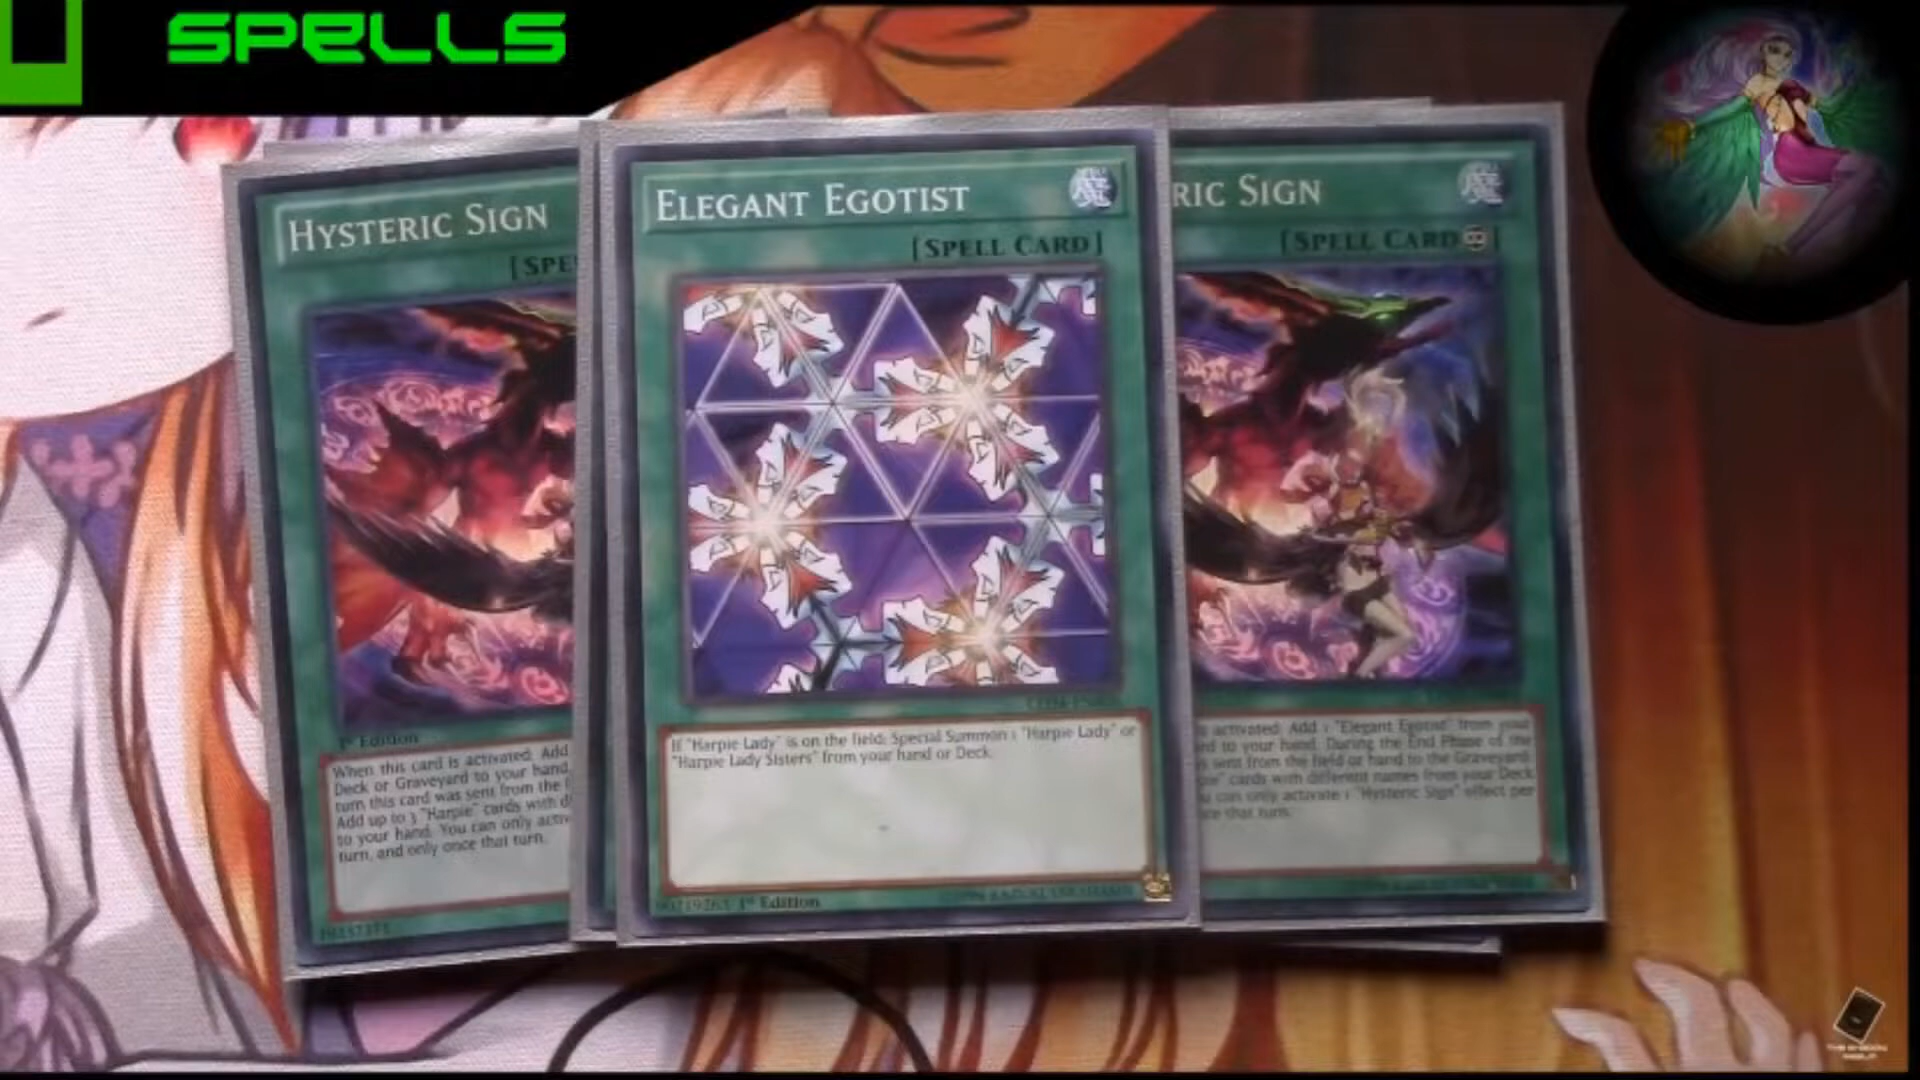 SPELLS
HYSTERIC SIGN
[SPE
1st Edition
When this card is activated: Add
Deck or Graveyard to your hand.
turn this card was sent from the f
Add up to 3 "Harpie" cards with d
to your hand. You can only activ
turn, and only once that turn.
ELEGANT EGOTIST
[SPELL CARD]
If "Harpie Lady" is on the field: Special Summon 1 "Harpie Lady" or
"Harpie Lady Sisters" from your hand or Deck.
1st Edition
RIC SIGN
[SPELL CARD ]
activated: Add 1 "Elegant Egotist" from your
to your hand. During the End Phase of the
sent from the field or hand to the Graveyard:
cards with different names from your Deck
can only activate 1 "Hysteric Sign" effect per
that turn.